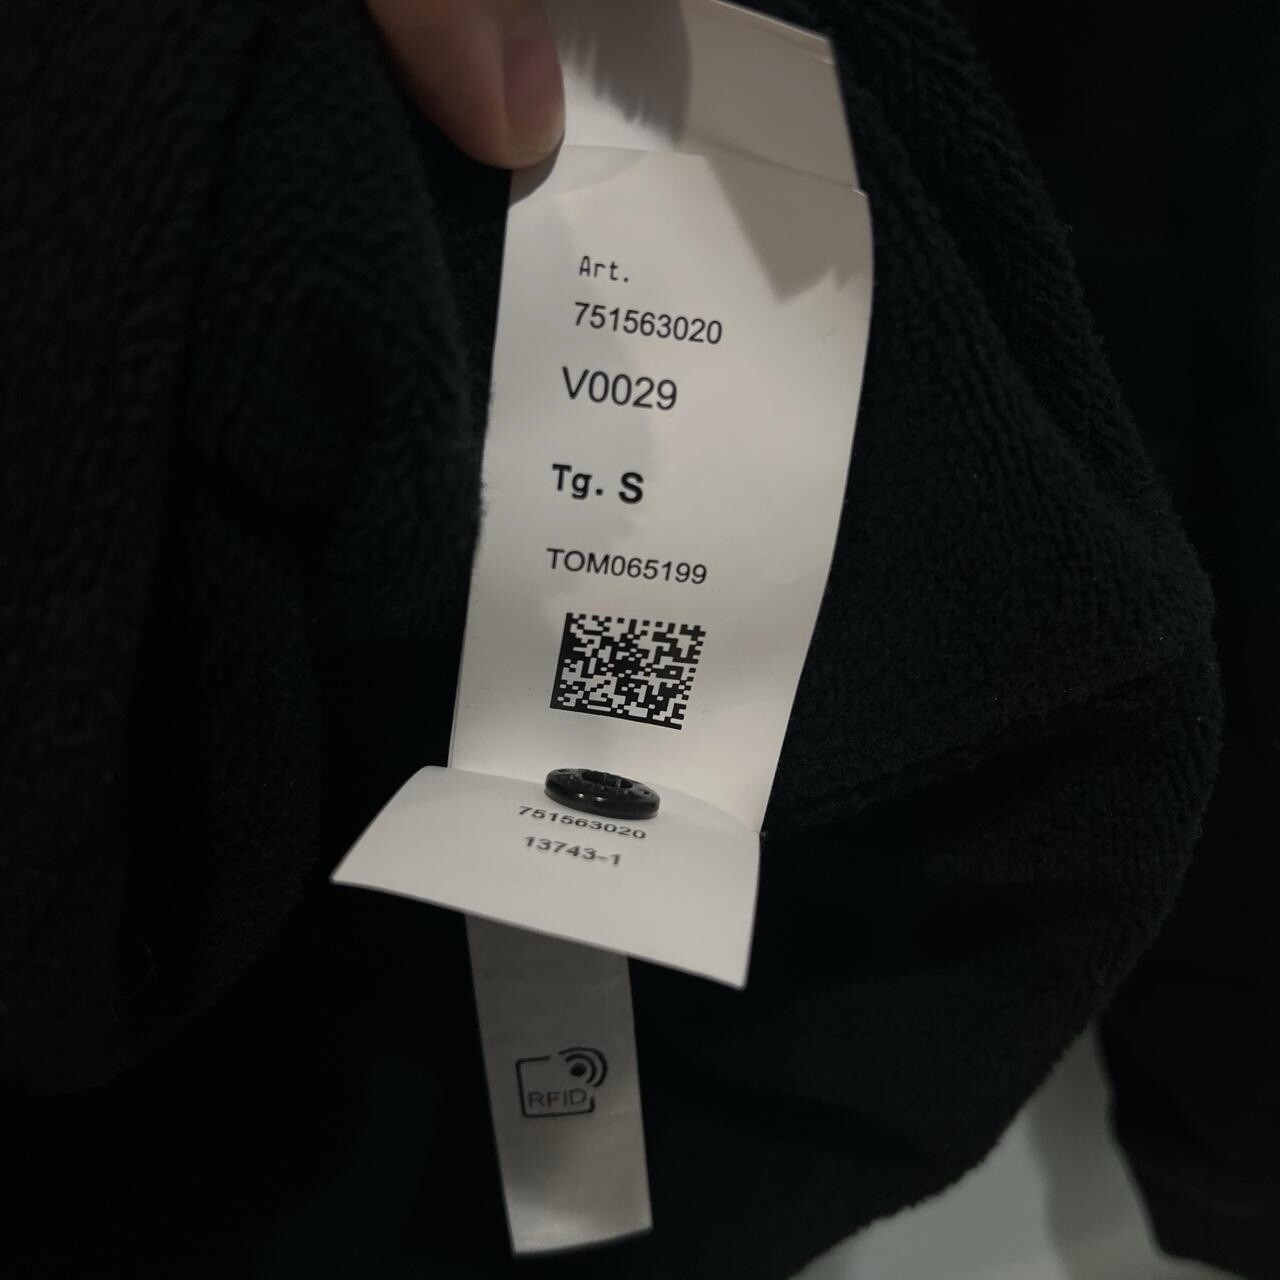 Art.
751563020
V0029
Tg. S
TOM065199
751563020
13743-1
RFID